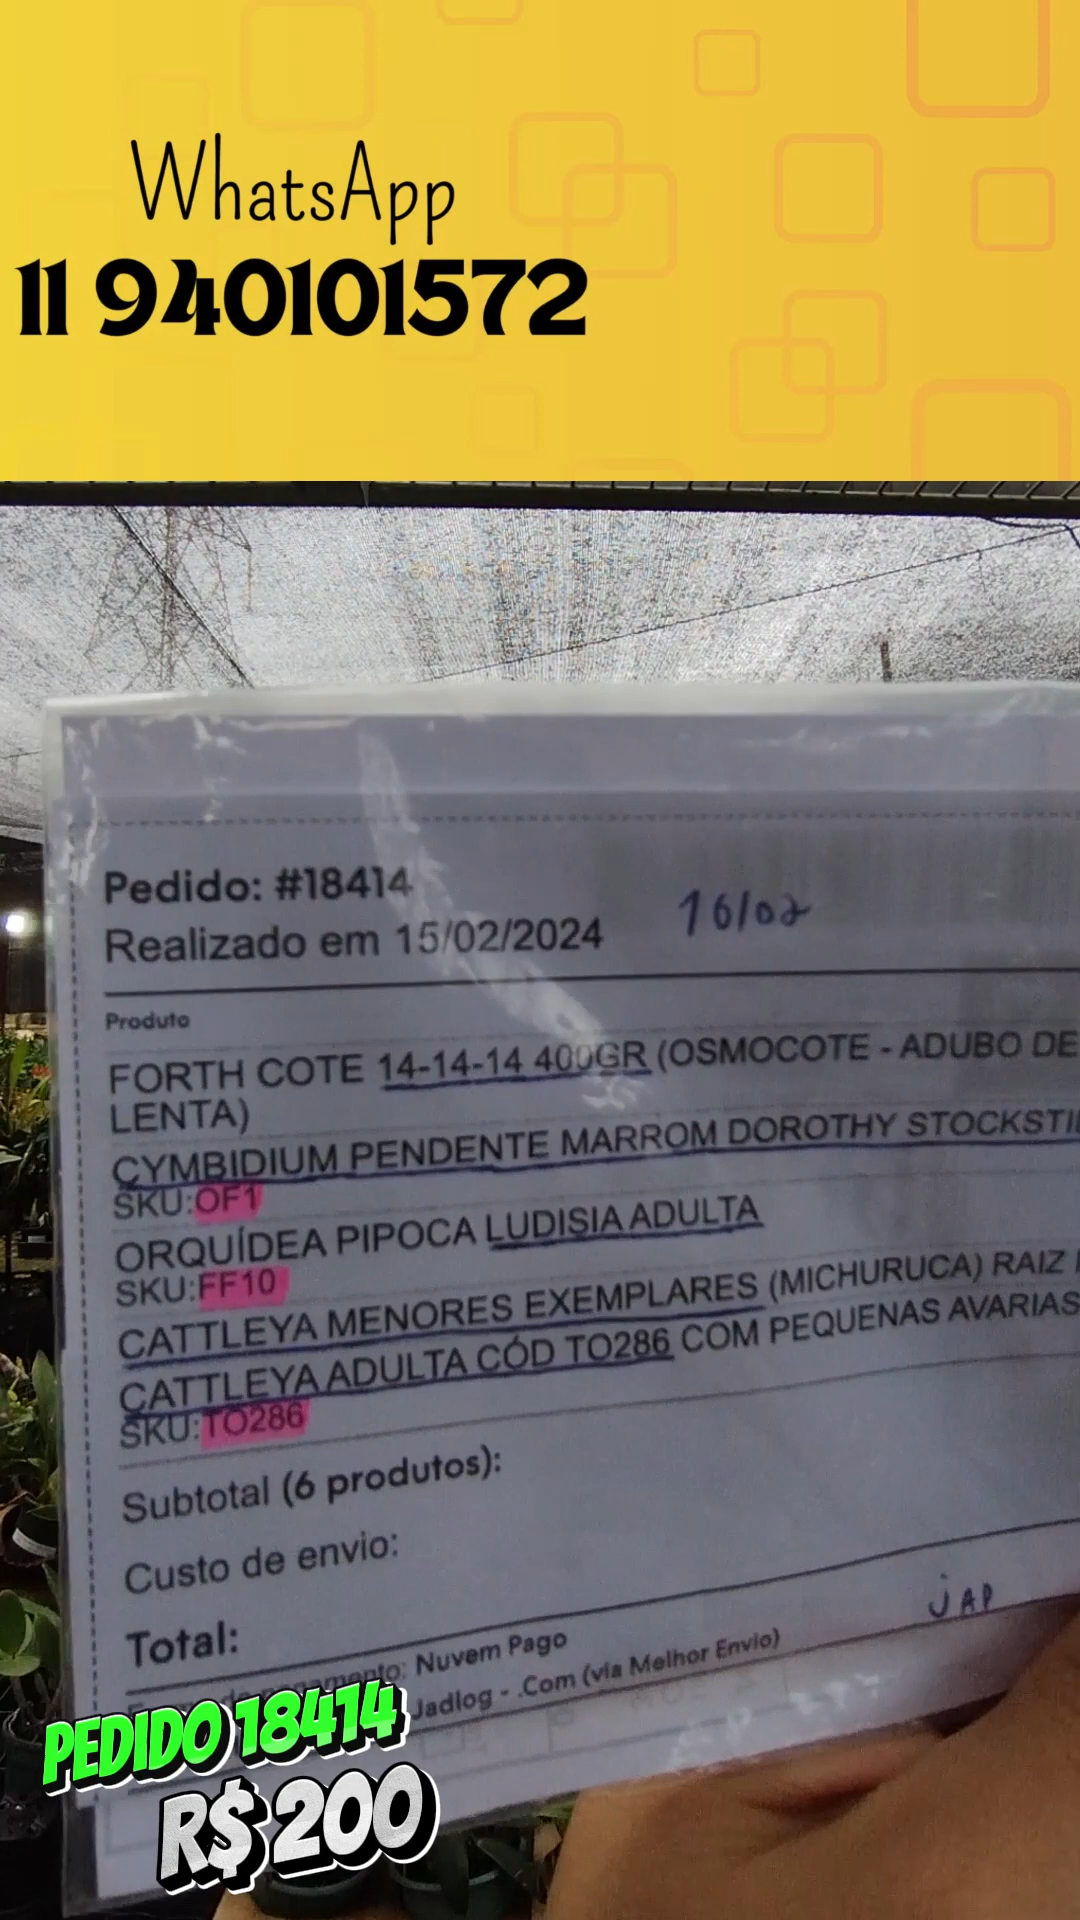 WhatsApp
11 940101572
Pedido: #18414
16/02
Realizado em 15/02/2024
Produto
FORTH COTE 14-14-14 400GR (OSMOCOTE - ADUBO DE
LENTA)
CYMBIDIUM PENDENTE MARROM DOROTHY
SKU:OF1
ORQUÍDEA PIPOCA LUDISIA ADULTA
SKU:FF10
CATTLEYA MENORES EXEMPLARES (MICHURUCA) RAIZ
CATTLEYA ADULTA CÓD TO286 COM PEQUENAS AVARIAS
SKU:TO286
Subtotal (6 produtos):
Custo de envio:
Total:
JAP
Nuvem Pago
Jadlog - .Com (via Melhor Envio)
PEDIDO 18414
R$ 200